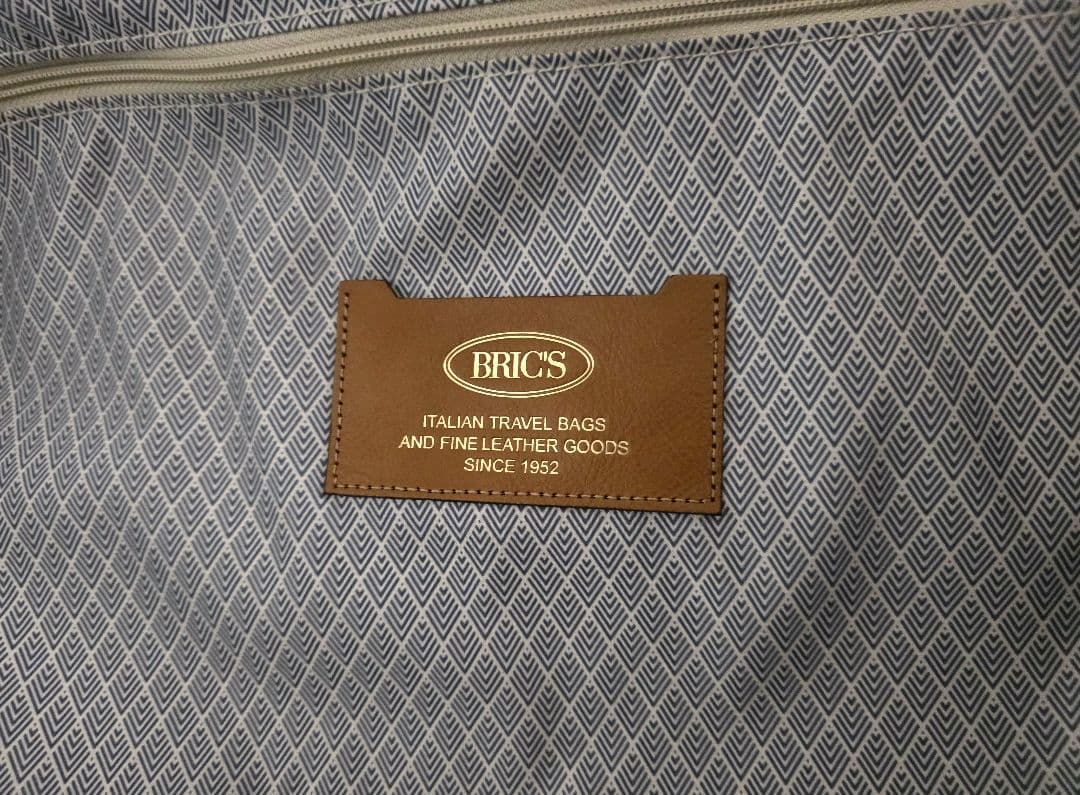 BRIC'S
ITALIAN TRAVEL BAGS
AND FINE LEATHER GOODS
SINCE 1952